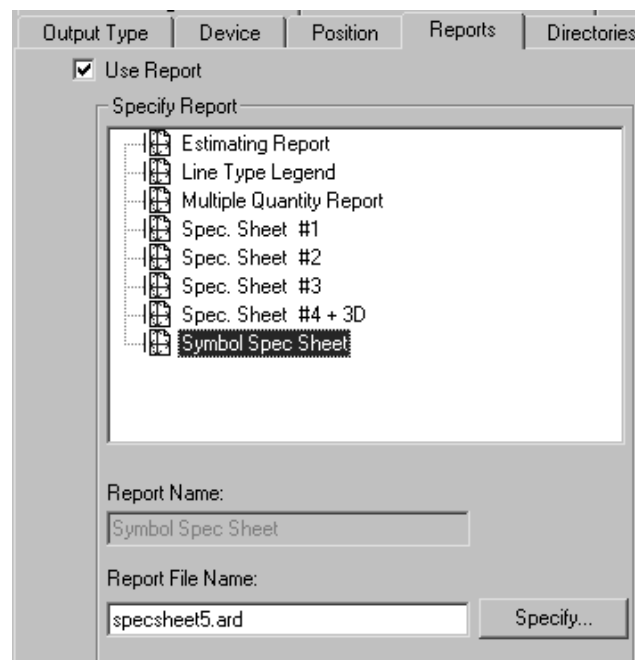 Output Type Device Position Reports Directories
Use Report
Specify Report
Estimating Report
Line Type Legend
Multiple Quantity Report
Spec. Sheet #1
Spec. Sheet #2
Spec. Sheet #3
Spec. Sheet #4 + 3D
Symbol Spec Sheet
Report Name:
Symbol Spec Sheet
Report File Name:
specsheet5.ard Specify...